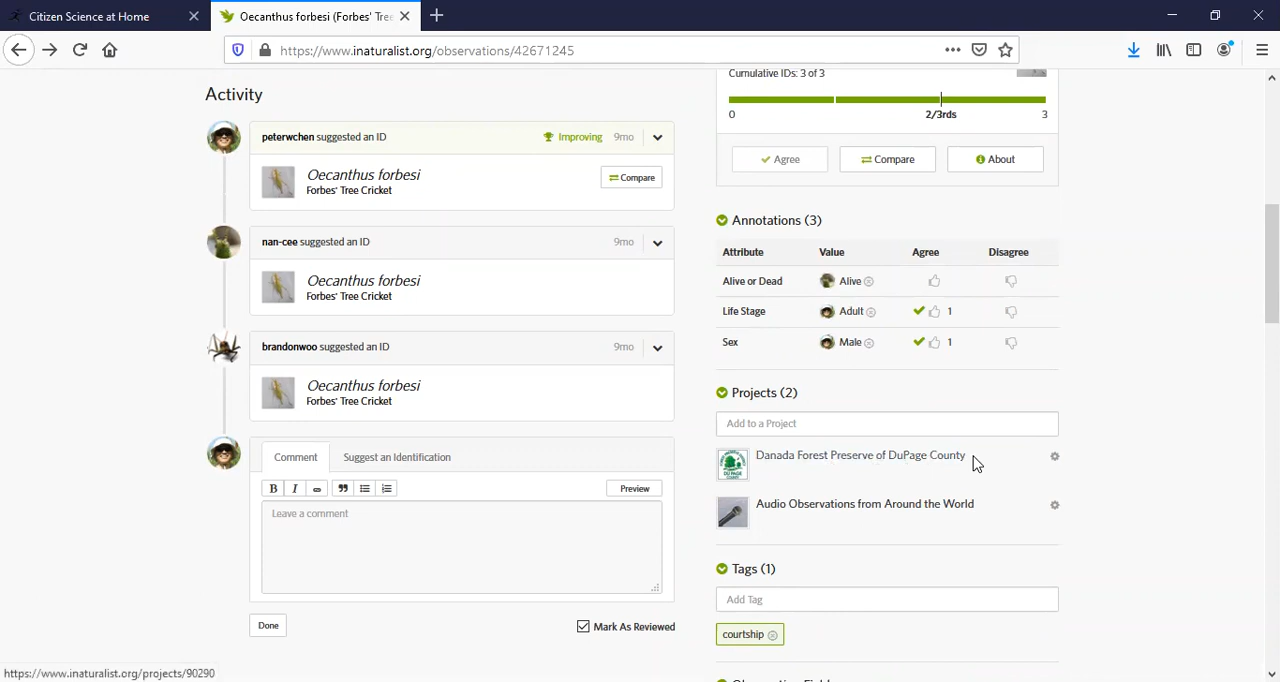 Citizen Science at Home
Oecanthus forbesi (Forbes' Tre
https://www.inaturalist.org/observations/42671245
Activity
peterwchen suggested an ID
Improving
9mo
Oecanthus forbesi
Forbes' Tree Cricket
Compare
nan-cee suggested an ID
9mo
Oecanthus forbesi
Forbes' Tree Cricket
brandonwoo suggested an ID
9mo
Oecanthus forbesi
Forbes' Tree Cricket
Comment
Suggest an Identification
B I
Preview
Leave a comment
Done
Mark As Reviewed
Cumulative IDs: 3 of 3
0 2/3rds 3
Agree
Compare
About
Annotations (3)
Attribute Value Agree Disagree
Alive or Dead Alive
Life Stage Adult 1
Sex Male 1
Projects (2)
Add to a Project
Danada Forest Preserve of DuPage County
Audio Observations from Around the World
Tags (1)
Add Tag
courtship
https://www.inaturalist.org/projects/90290